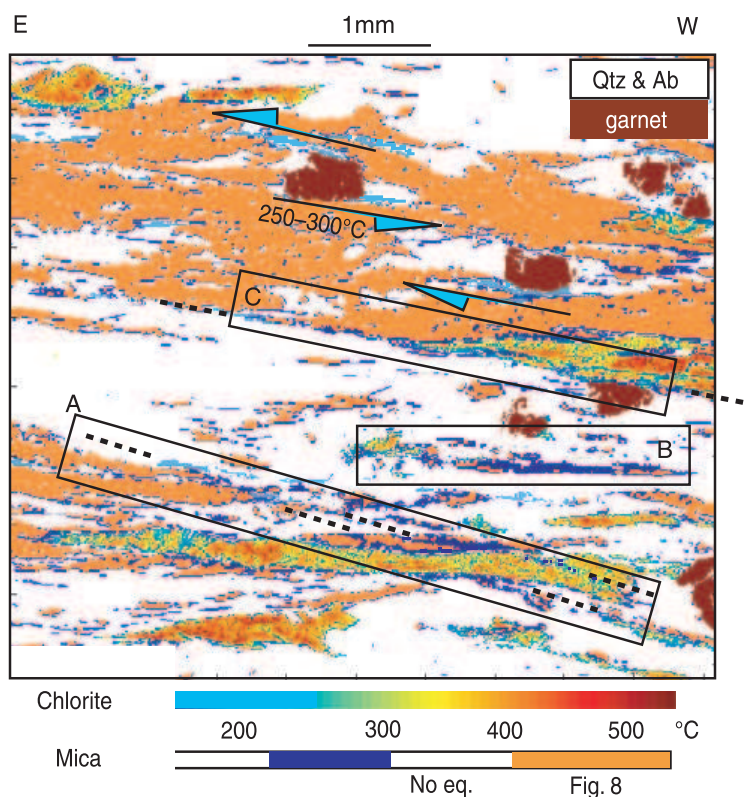 E
1mm
W
Qtz & Ab
garnet
250–300°C
C
A
B
Chlorite
200
300
400
500
°C
Mica
No eq.
Fig. 8